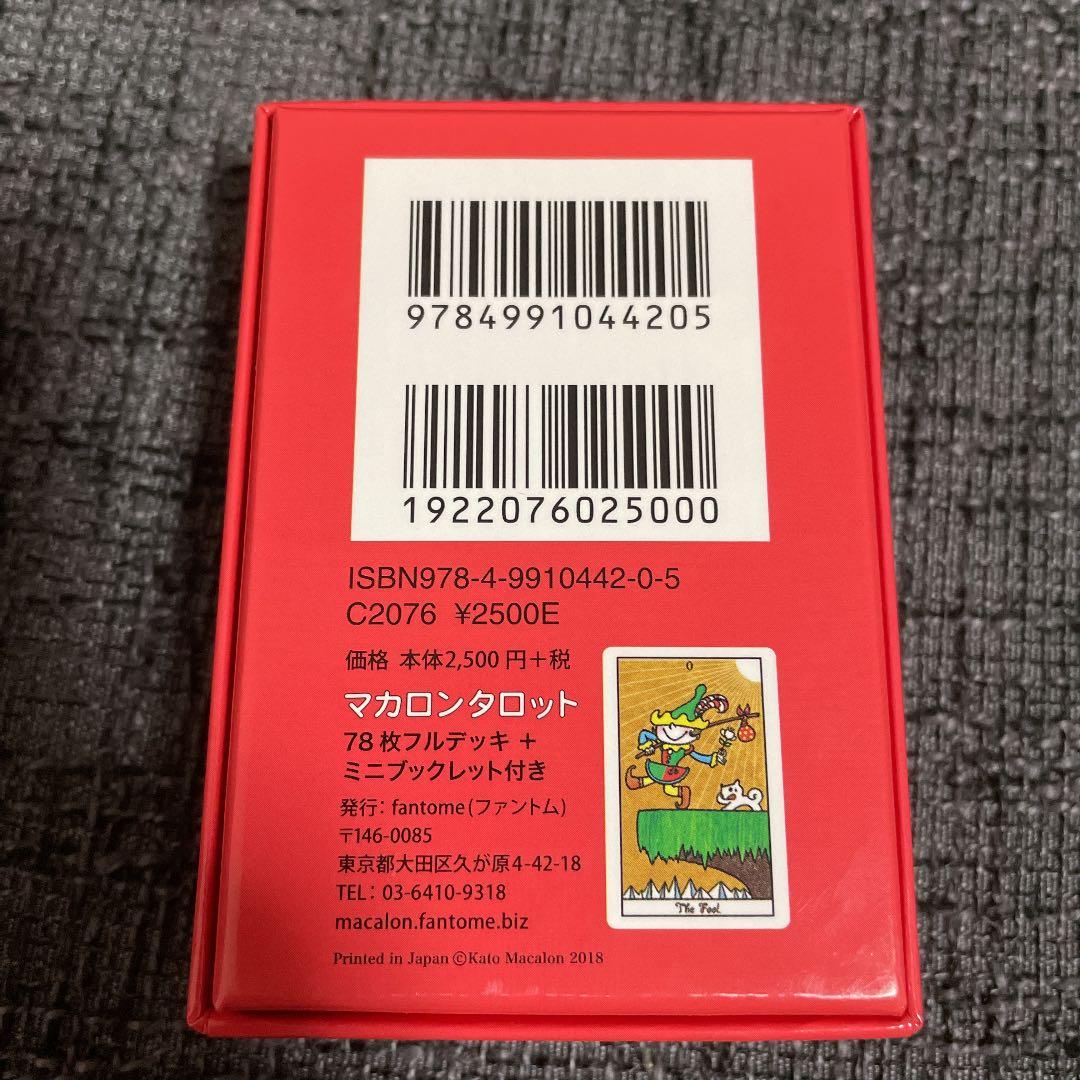 9784991044205
1922076025000
ISBN978-4-9910442-0-5
C2076 ¥2500E
価格 本体2,500円+税
マカロンタロット
78枚フルデッキ +
ミニブックレット付き
発行: fantome(ファントム)
〒146-0085
東京都大田区久が原4-42-18
TEL: 03-6410-9318
macalon.fantome.biz
Printed in Japan ©Kato Macalon 2018
0
The Fool